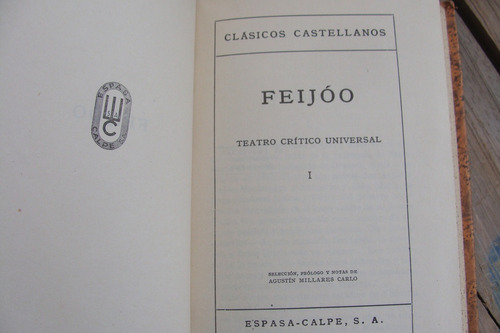 ESPASA
CALPE
CLÁSICOS CASTELLANOS
FEIJÓO
TEATRO CRÍTICO UNIVERSAL
I
SELECCIÓN, PRÓLOGO Y NOTAS DE
AGUSTÍN MILLARES CARLO
ESPASA-CALPE, S. A.